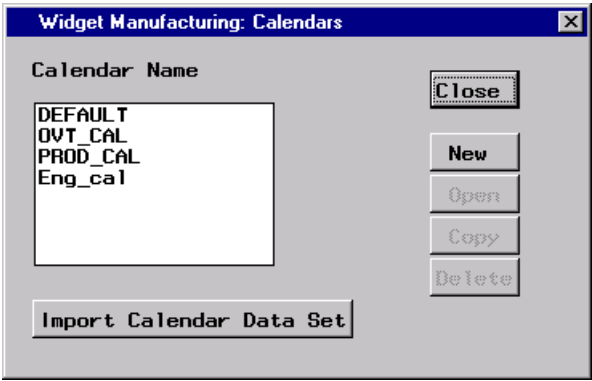 Widget Manufacturing: Calendars
Calendar Name
DEFAULT
OVT_CAL
PROD_CAL
Eng_cal
Close
New
Open
Copy
Delete
Import Calendar Data Set